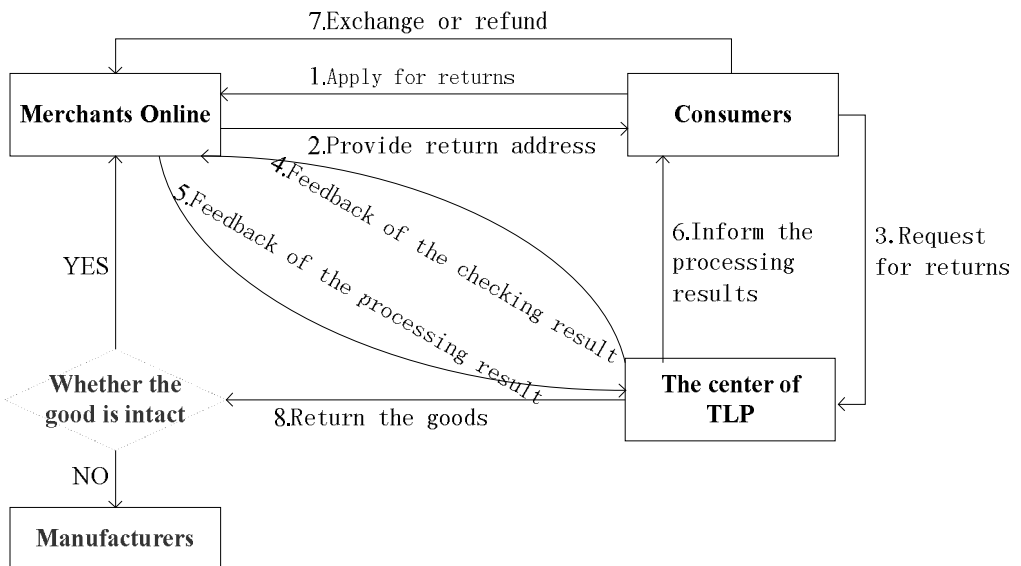 7.Exchange or refund
1.Apply for returns
Merchants Online
Consumers
2.Provide return address
4.Feedback of the checking result
5.Feedback of the processing result
6.Inform the
processing
results
3.Request
for returns
YES
Whether the
good is intact
The center of
TLP
8.Return the goods
NO
Manufacturers